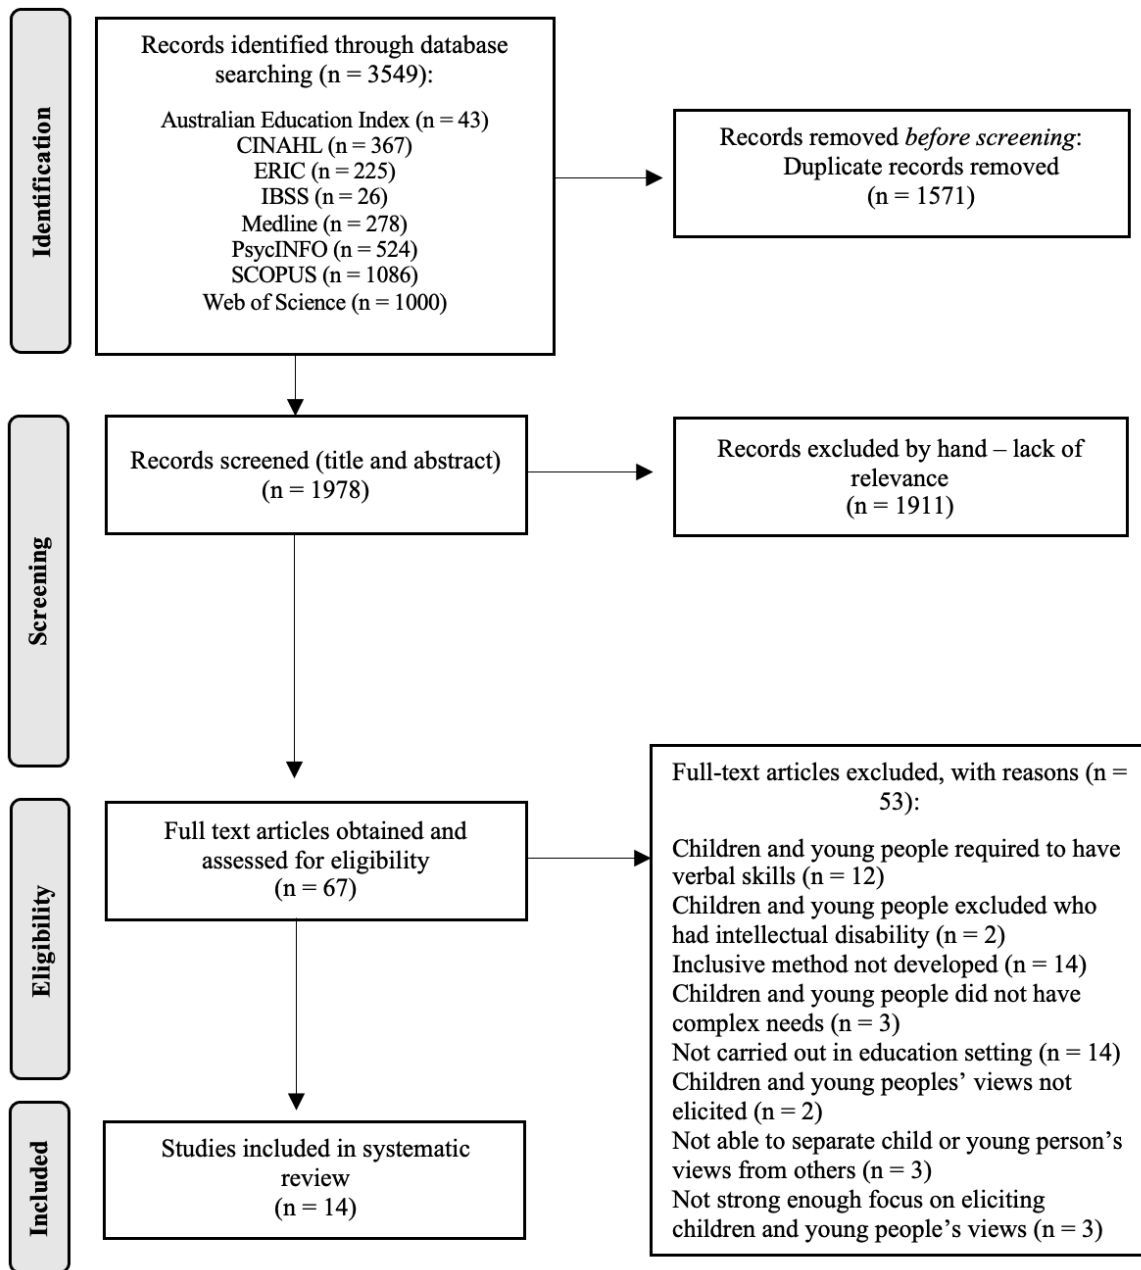 Identification
Records identified through database
searching (n = 3549):
Australian Education Index (n = 43)
CINAHL (n = 367)
ERIC (n = 225)
IBSS (n = 26)
Medline (n = 278)
PsycINFO (n = 524)
SCOPUS (n = 1086)
Web of Science (n = 1000)
Records removed before screening:
Duplicate records removed
(n = 1571)
Screening
Records screened (title and abstract)
(n = 1978)
Records excluded by hand – lack of
relevance
(n = 1911)
Eligibility
Full text articles obtained and
assessed for eligibility
(n = 67)
Full-text articles excluded, with reasons (n =
53):
Children and young people required to have
verbal skills (n = 12)
Children and young people excluded who
had intellectual disability (n = 2)
Inclusive method not developed (n = 14)
Children and young people did not have
complex needs (n = 3)
Not carried out in education setting (n = 14)
Children and young peoples’ views not
elicited (n = 2)
Not able to separate child or young person’s
views from others (n = 3)
Not strong enough focus on eliciting
children and young people’s views (n = 3)
Included
Studies included in systematic
review
(n = 14)